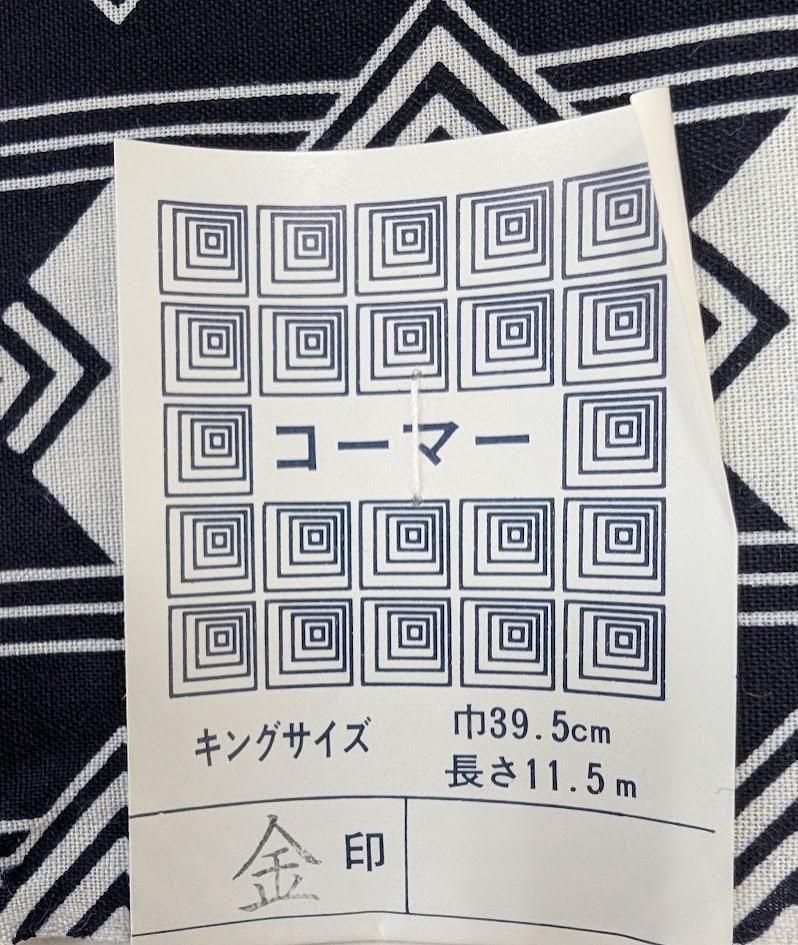 コーマー
キングサイズ
巾39.5cm
長さ11.5m
金印